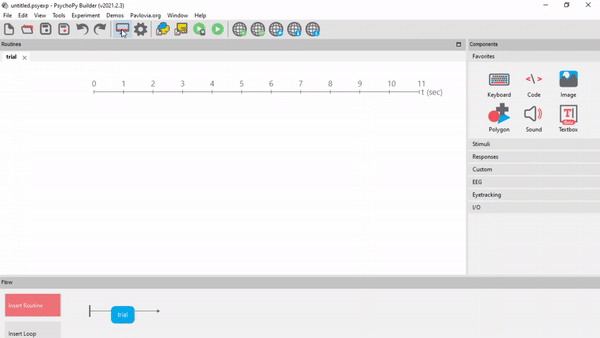 untitled.psyexp - PsychoPy Builder (v2021.2.3)
File Edit View Tools Experiment Demos Pavlovia.org Window Help
Routines
trial
0 1 2 3 4 5 6 7 8 9 10 11
t (sec)
Components
Favorites
Keyboard Code Image
Polygon Sound Textbox
Stimuli
Responses
Custom
EEG
Eyetracking
I/O
Flow
Insert Routine
trial
Insert Loop